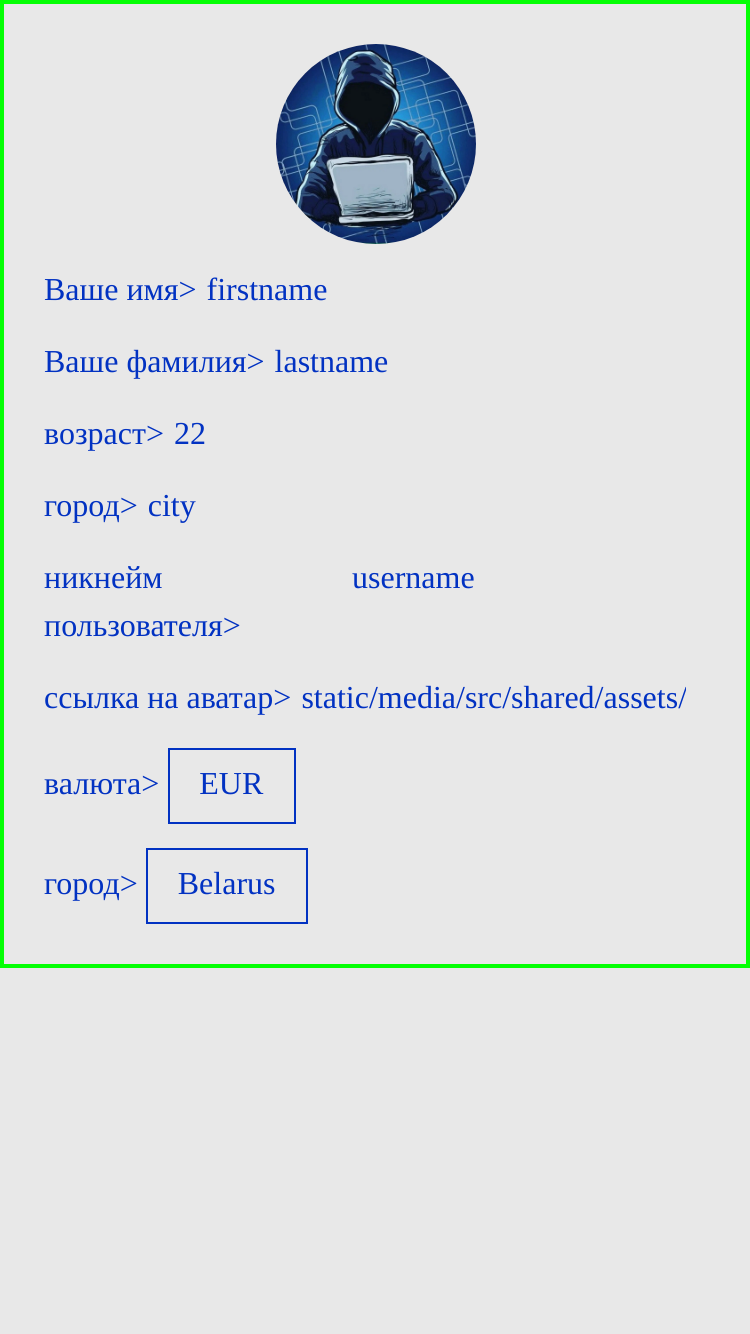 Ваше имя> firstname
Ваше фамилия> lastname
возраст> 22
город> city
никнейм username
пользователя>
ссылка на аватар> static/media/src/shared/assets/
валюта> EUR
город> Belarus